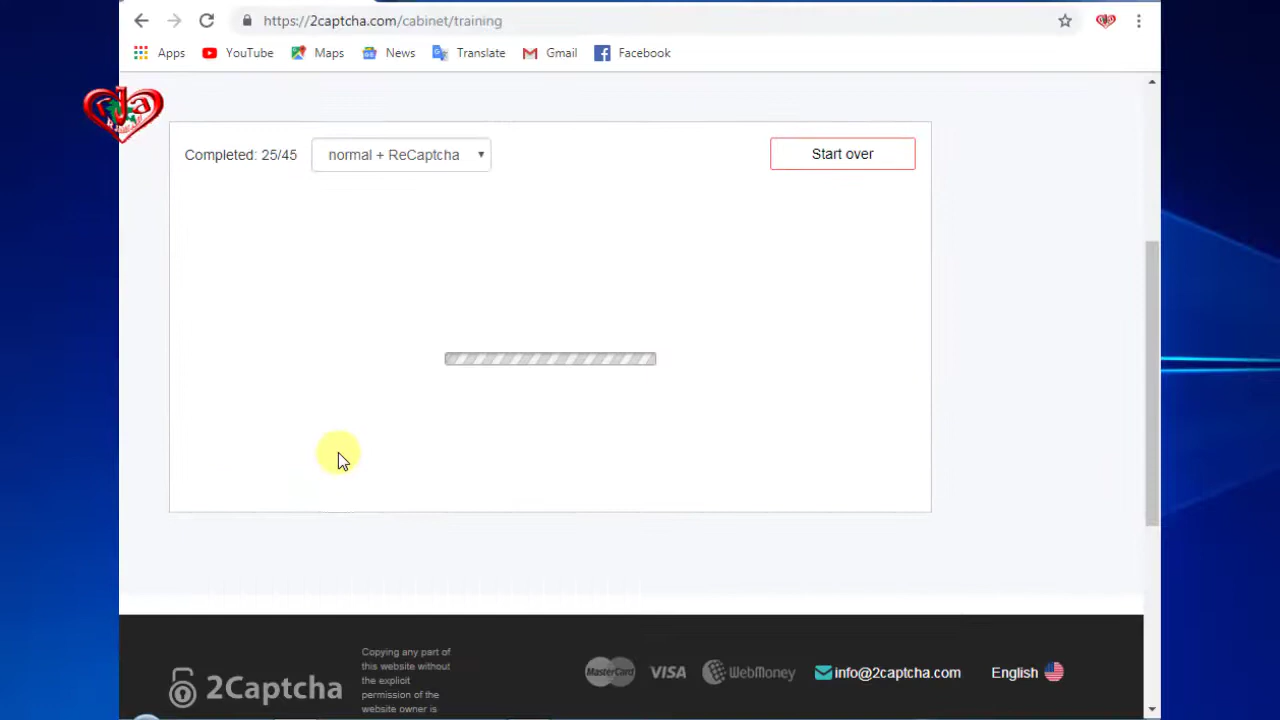 https://2captcha.com/cabinet/training
Apps YouTube Maps News Translate Gmail Facebook
Completed: 25/45 normal + ReCaptcha Start over
2Captcha
Copying any part of
this website without
the explicit
permission of the
website owner is
MasterCard VISA WebMoney info@2captcha.com English